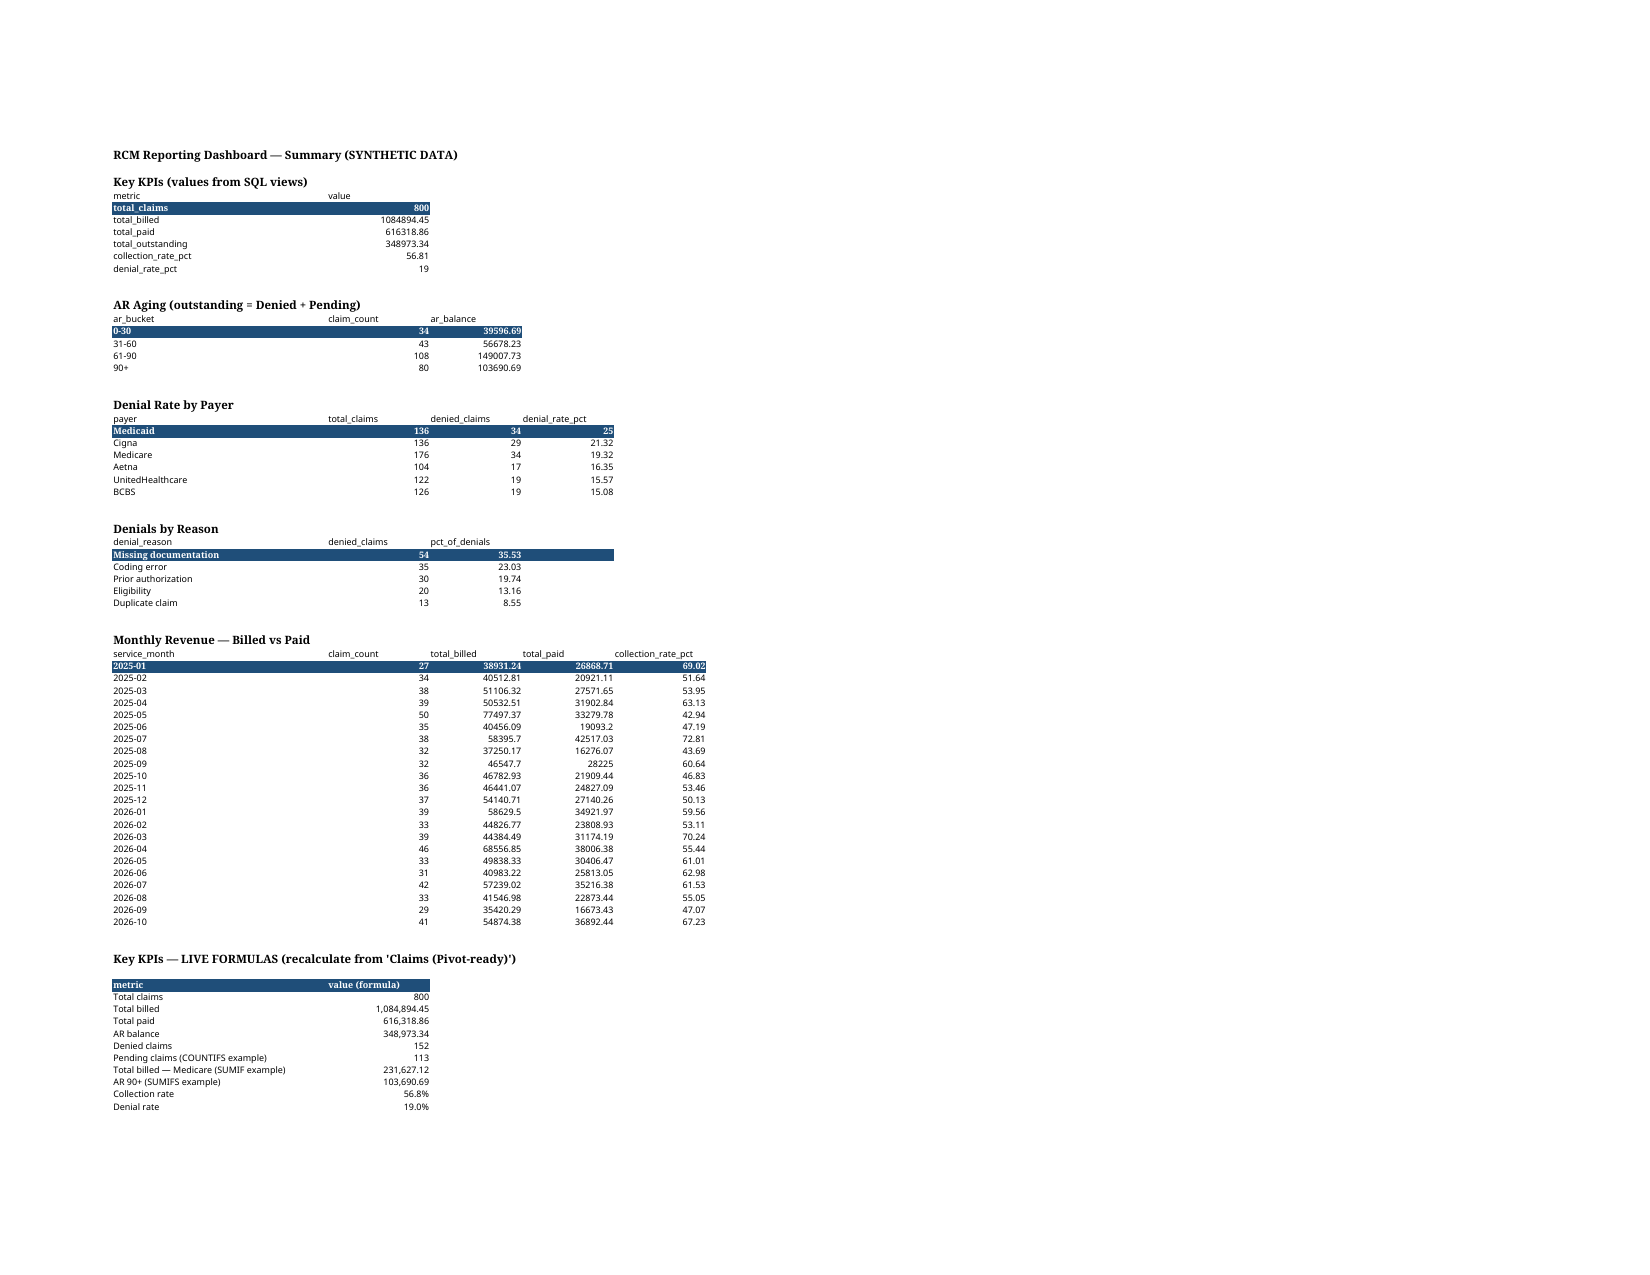 RCM Reporting Dashboard — Summary (SYNTHETIC DATA)
Key KPIs (values from SQL views)
metric value
total_claims 800
total_billed 1084894.45
total_paid 616318.86
total_outstanding 348973.34
collection_rate_pct 56.81
denial_rate_pct 19
AR Aging (outstanding = Denied + Pending)
ar_bucket claim_count ar_balance
0-30 34 39596.69
31-60 43 56678.23
61-90 108 149007.73
90+ 80 103690.69
Denial Rate by Payer
payer total_claims denied_claims denial_rate_pct
Medicaid 136 34 25
Cigna 136 29 21.32
Medicare 176 34 19.32
Aetna 104 17 16.35
UnitedHealthcare 122 19 15.57
BCBS 126 19 15.08
Denials by Reason
denial_reason denied_claims pct_of_denials
Missing documentation 54 35.53
Coding error 35 23.03
Prior authorization 30 19.74
Eligibility 20 13.16
Duplicate claim 13 8.55
Monthly Revenue — Billed vs Paid
service_month claim_count total_billed total_paid collection_rate_pct
2025-01 27 38931.24 26868.71 69.02
2025-02 34 40512.81 20921.11 51.64
2025-03 38 51106.32 27571.65 53.95
2025-04 39 50532.51 31902.84 63.13
2025-05 50 77497.37 33279.78 42.94
2025-06 35 40456.09 19093.2 47.19
2025-07 38 58395.7 42517.03 72.81
2025-08 32 37250.17 16276.07 43.69
2025-09 32 46547.7 28225 60.64
2025-10 36 46782.93 21909.44 46.83
2025-11 36 46441.07 24827.09 53.46
2025-12 37 54140.71 27140.26 50.13
2026-01 39 58629.5 34921.97 59.56
2026-02 33 44826.77 23808.93 53.11
2026-03 39 44384.49 31174.19 70.24
2026-04 46 68556.85 38006.38 55.44
2026-05 33 49838.33 30406.47 61.01
2026-06 31 40983.22 25813.05 62.98
2026-07 42 57239.02 35216.38 61.53
2026-08 33 41546.98 22873.44 55.05
2026-09 29 35420.29 16673.43 47.07
2026-10 41 54874.38 36892.44 67.23
Key KPIs — LIVE FORMULAS (recalculate from 'Claims (Pivot-ready)')
metric value (formula)
Total claims 800
Total billed 1,084,894.45
Total paid 616,318.86
AR balance 348,973.34
Denied claims 152
Pending claims (COUNTIFS example) 113
Total billed — Medicare (SUMIF example) 231,627.12
AR 90+ (SUMIFS example) 103,690.69
Collection rate 56.8%
Denial rate 19.0%